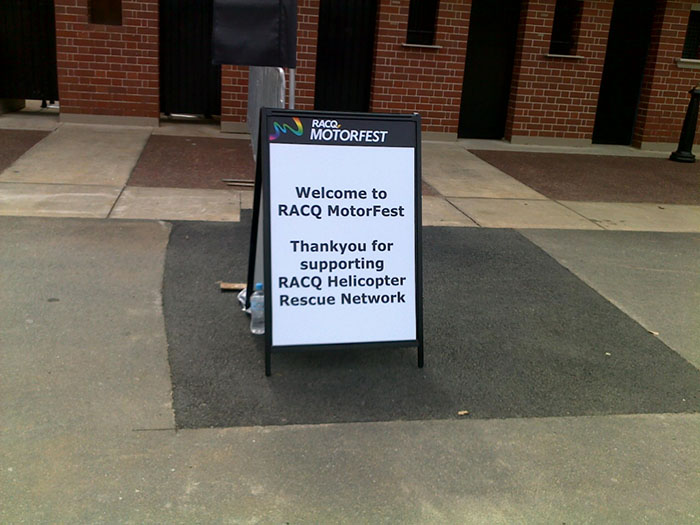 RACQ
MOTORFEST
Welcome to
RACQ MotorFest
Thankyou for
supporting
RACQ Helicopter
Rescue Network